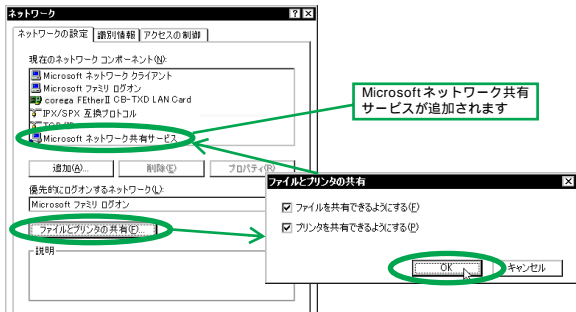 ネットワーク
ネットワークの設定 識別情報 アクセスの制御
現在のネットワーク コンポーネント(N):
Microsoft ネットワーク クライアント
Microsoft ファミリ ログオン
corega FEtherII CB-TXD LAN Card
IPX/SPX 互換プロトコル
Microsoft ネットワーク共有サービス
Microsoftネットワーク共有
サービスが追加されます
追加(A)... 削除(E) プロパティ(R)
優先的にログオンするネットワーク(L):
Microsoft ファミリ ログオン
ファイルとプリンタの共有(F)...
説明
ファイルとプリンタの共有
ファイルを共有できるようにする(F)
プリンタを共有できるようにする(P)
OK キャンセル